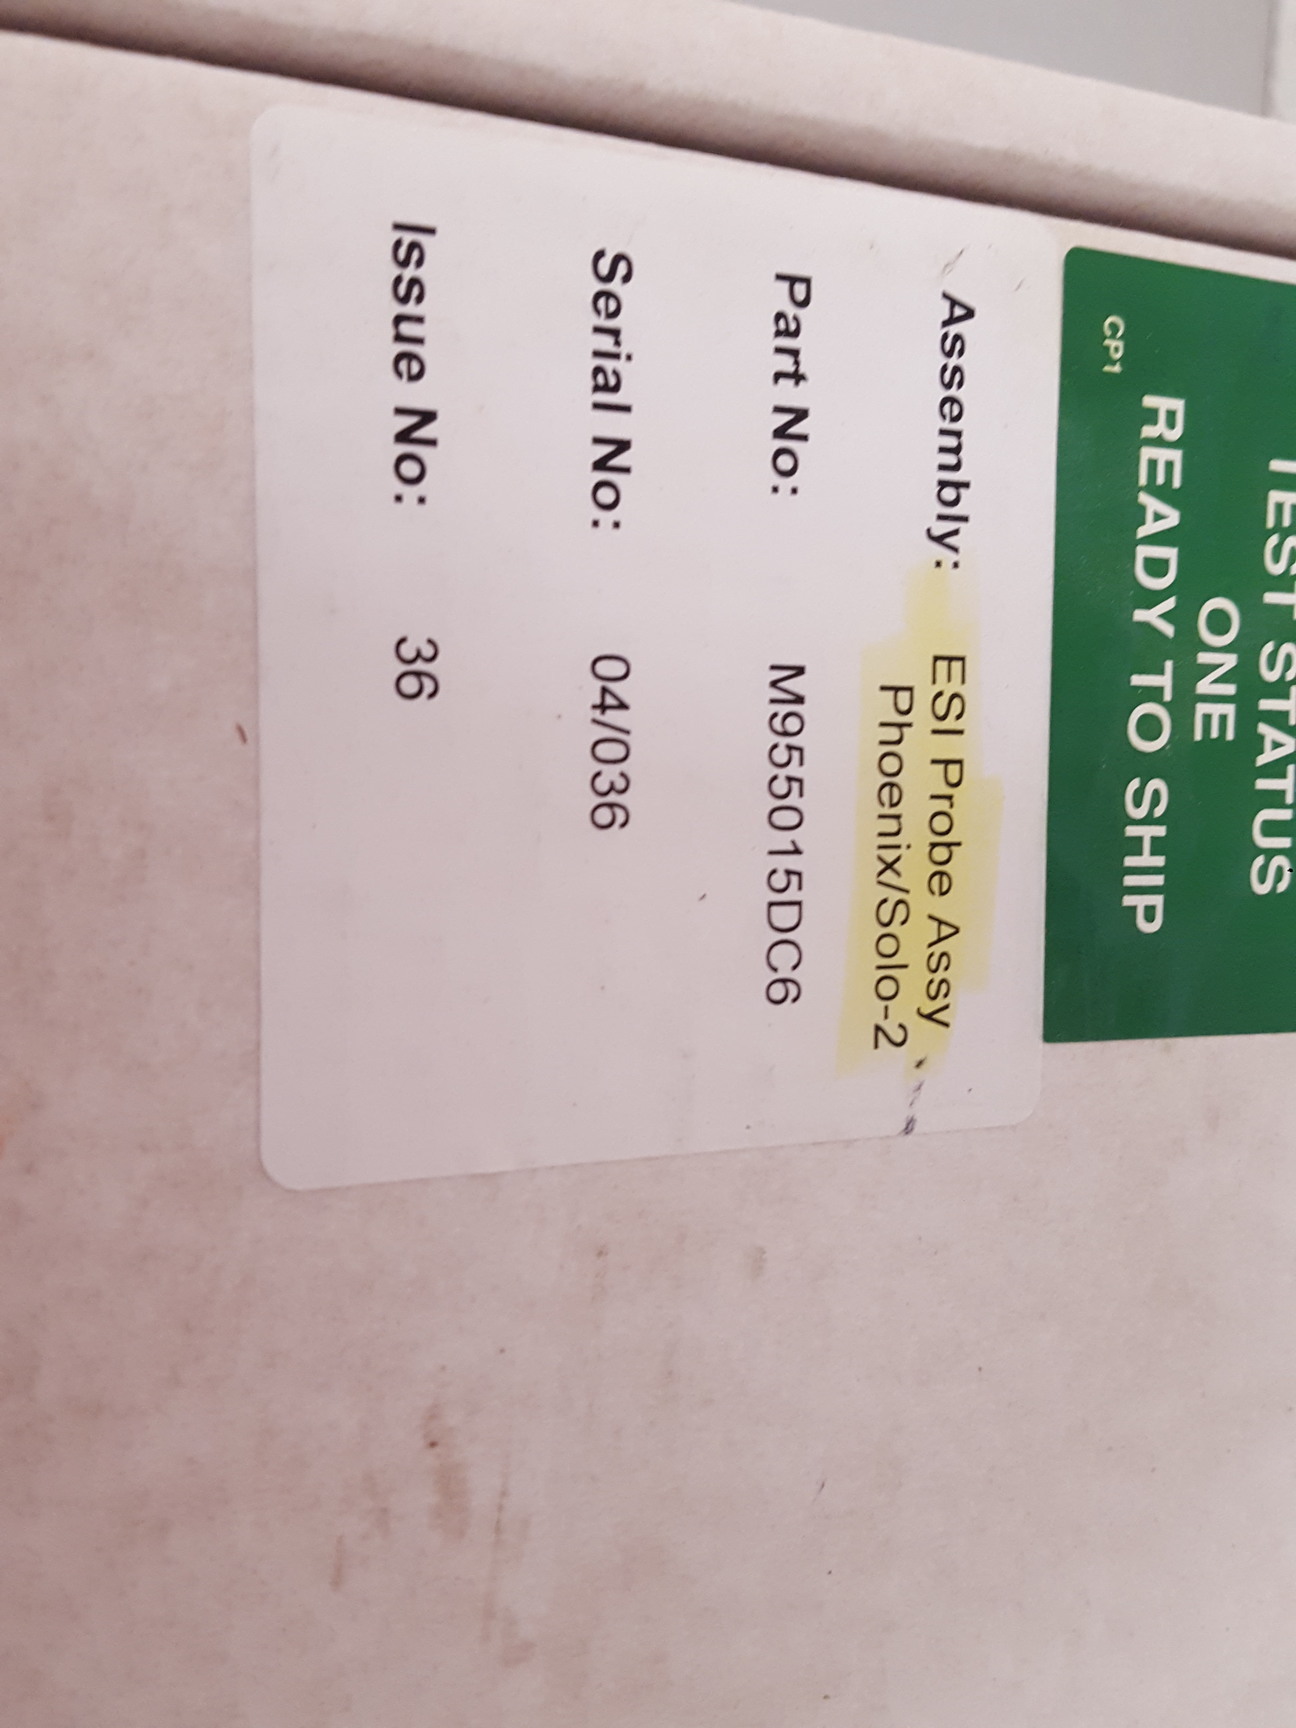 TEST STATUS
ONE
READY TO SHIP
CP1
Assembly: ESI Probe Assy
Phoenix/Solo-2
Part No: M955015DC6
Serial No: 04/036
Issue No: 36